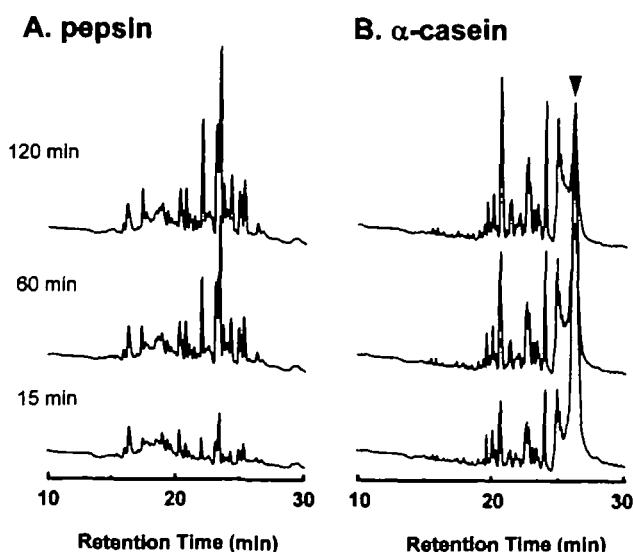 A. pepsin
B. α-casein
120 min
60 min
15 min
10 20 30
10 20 30
Retention Time (min)
Retention Time (min)